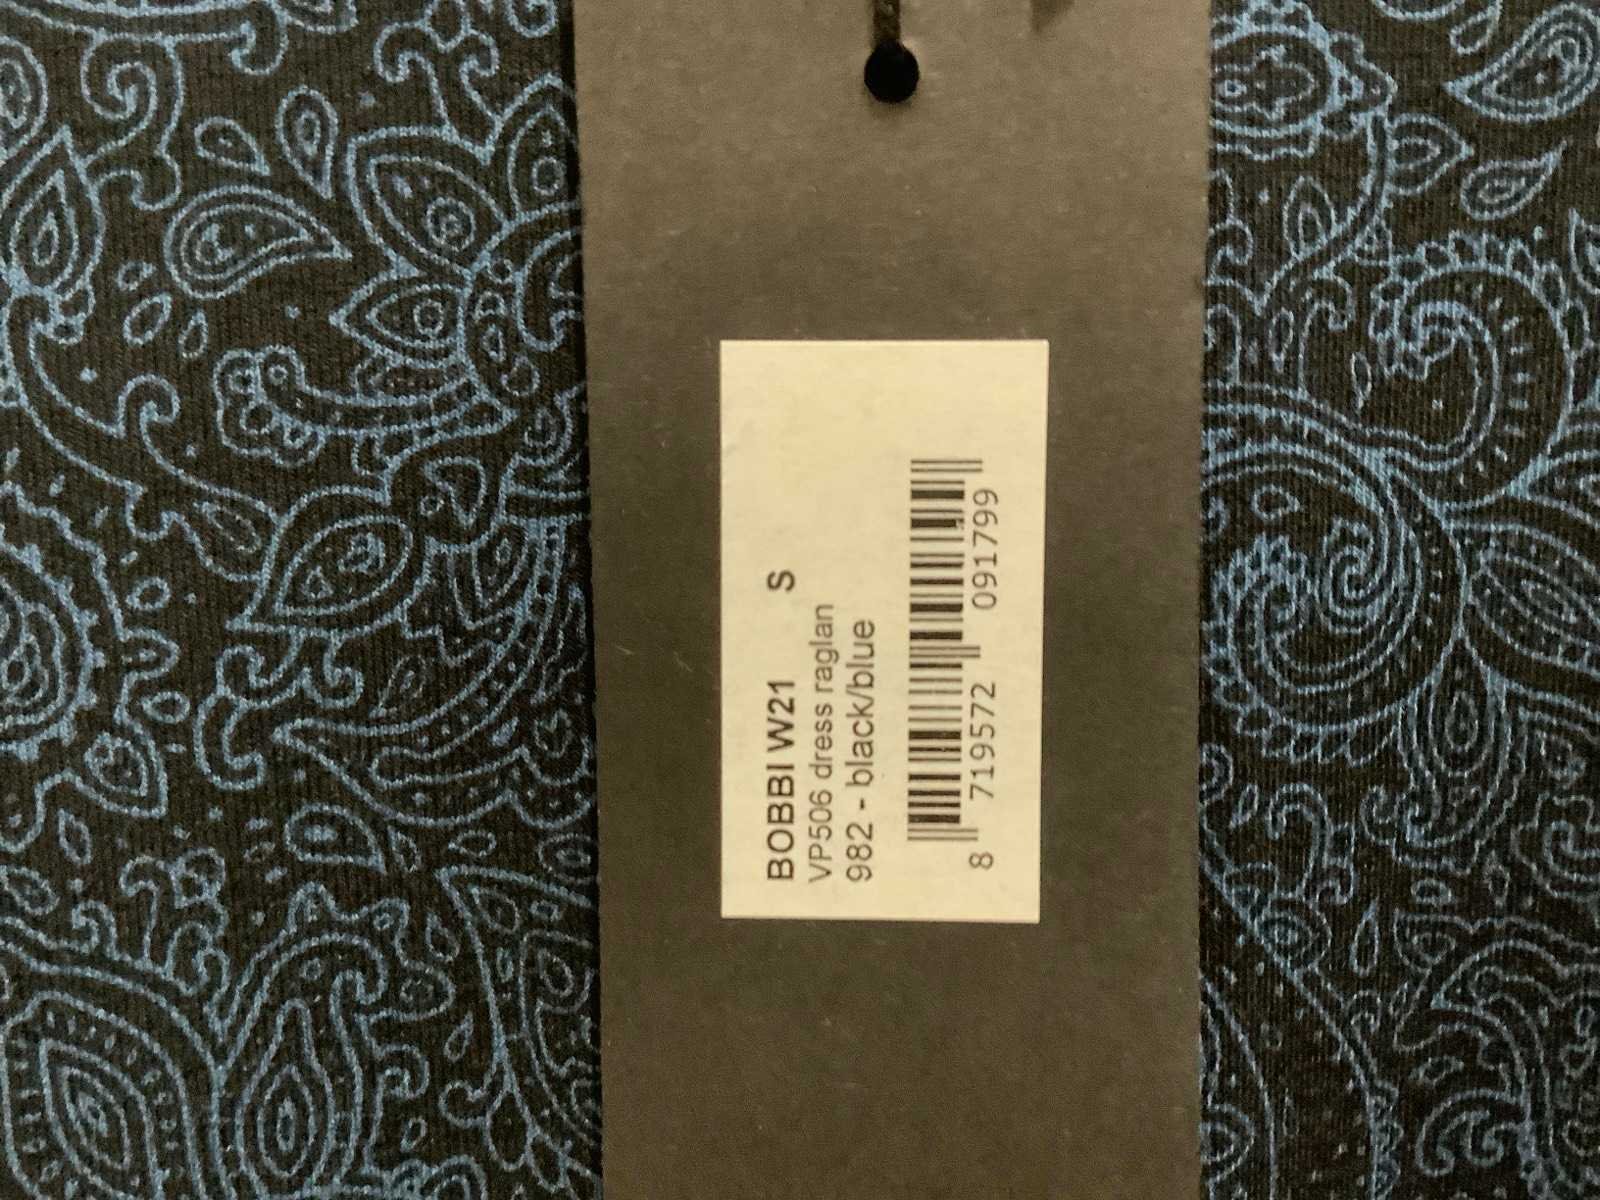 BOBBI W21 S
VP506 dress raglan
982 - black/blue
8 719572 091799